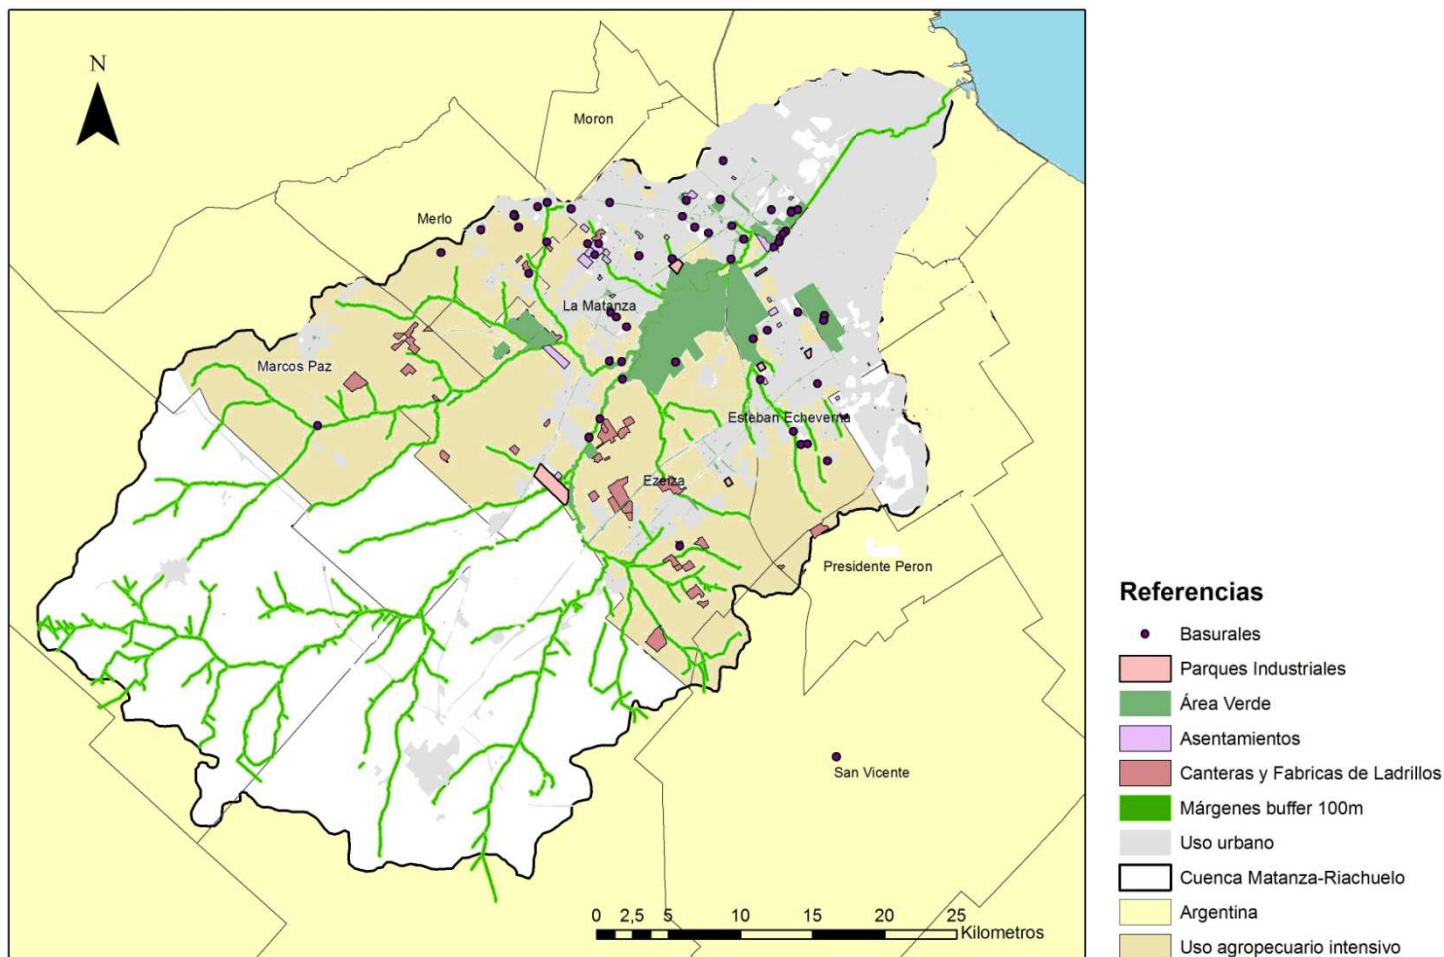 N
Moron
Merlo
La Matanza
Marcos Paz
Esteban Echeverria
Ezeiza
Presidente Peron
San Vicente
0 2,5 5 10 15 20 25
Kilometros
Referencias
Basurales
Parques Industriales
Área Verde
Asentamientos
Canteras y Fabricas de Ladrillos
Márgenes buffer 100m
Uso urbano
Cuenca Matanza-Riachuelo
Argentina
Uso agropecuario intensivo